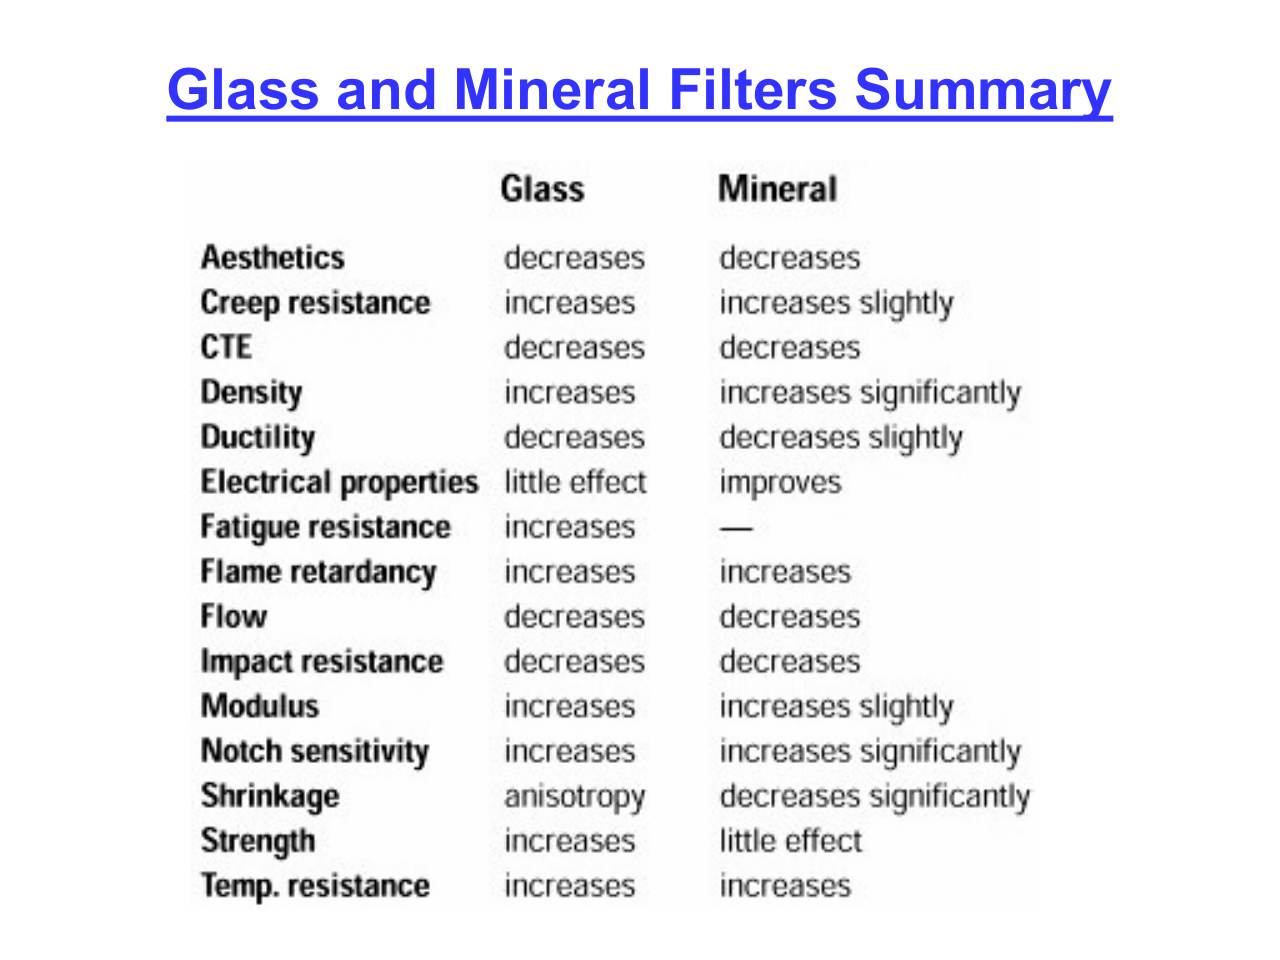 Glass and Mineral Filters Summary
Glass Mineral
Aesthetics decreases decreases
Creep resistance increases increases slightly
CTE decreases decreases
Density increases increases significantly
Ductility decreases decreases slightly
Electrical properties little effect improves
Fatigue resistance increases —
Flame retardancy increases increases
Flow decreases decreases
Impact resistance decreases decreases
Modulus increases increases slightly
Notch sensitivity increases increases significantly
Shrinkage anisotropy decreases significantly
Strength increases little effect
Temp. resistance increases increases